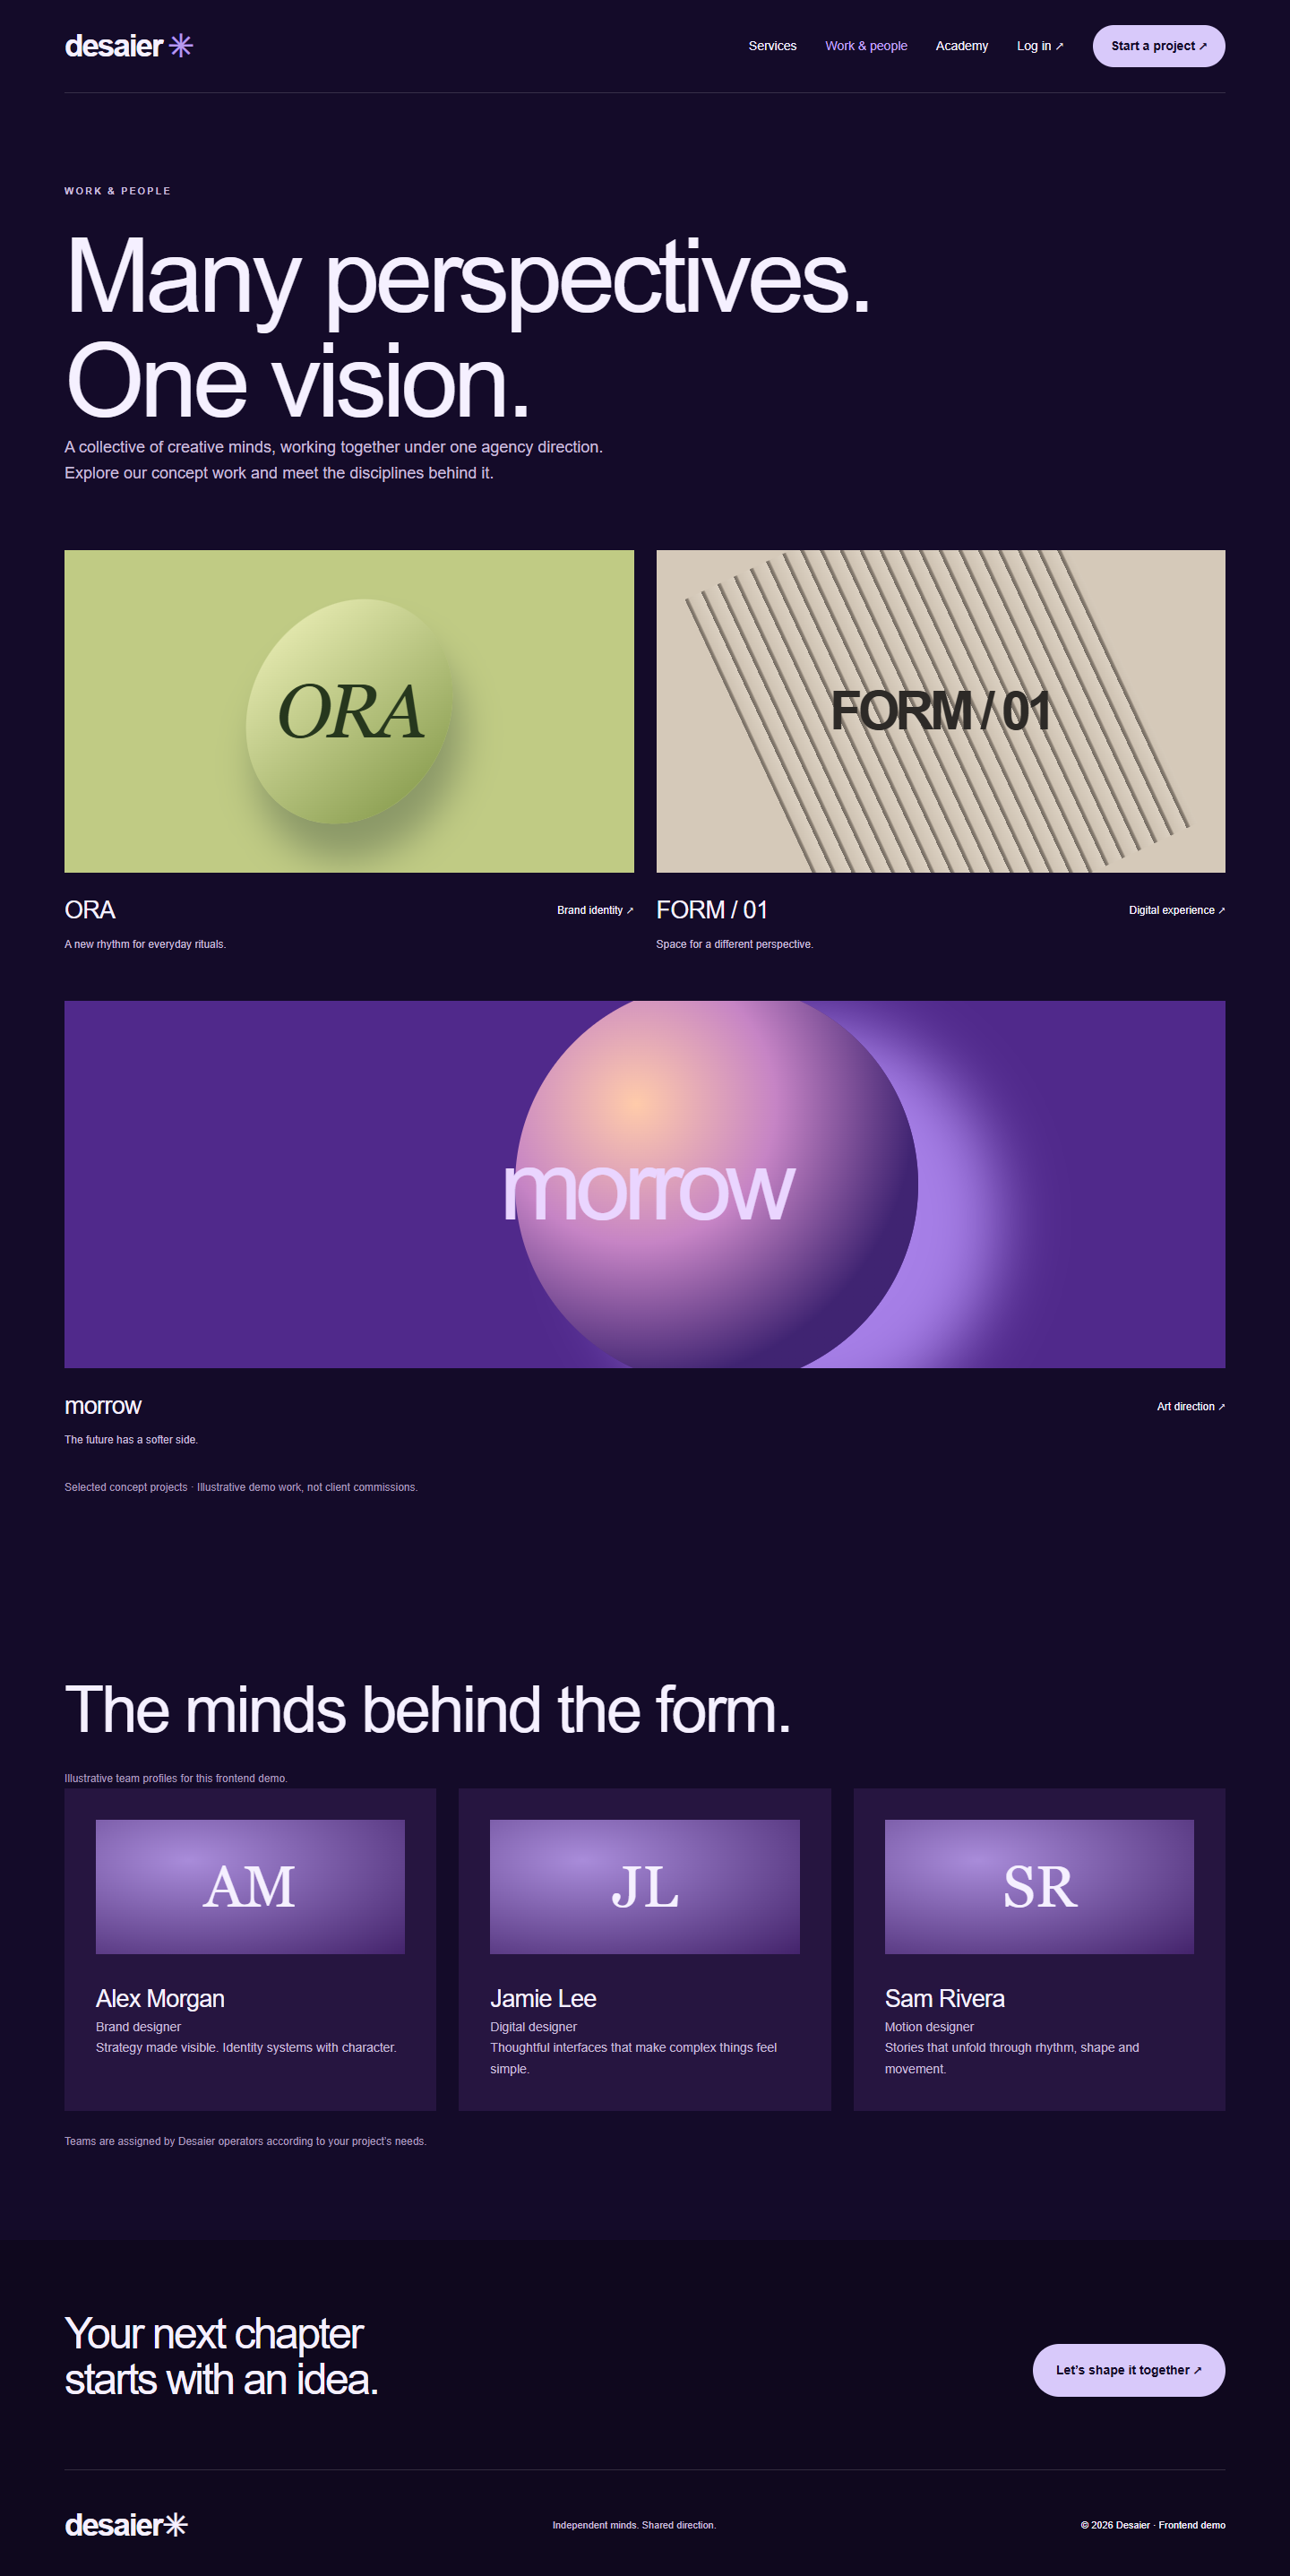 desaier ✳
Services
Work & people
Academy
Log in ↗
Start a project ↗
WORK & PEOPLE
Many perspectives.
One vision.
A collective of creative minds, working together under one agency direction.
Explore our concept work and meet the disciplines behind it.
ORA
FORM / 01
ORA
Brand identity ↗
A new rhythm for everyday rituals.
FORM / 01
Digital experience ↗
Space for a different perspective.
morrow
morrow
Art direction ↗
The future has a softer side.
Selected concept projects · Illustrative demo work, not client commissions.
The minds behind the form.
Illustrative team profiles for this frontend demo.
AM
Alex Morgan
Brand designer
Strategy made visible. Identity systems with character.
JL
Jamie Lee
Digital designer
Thoughtful interfaces that make complex things feel
simple.
SR
Sam Rivera
Motion designer
Stories that unfold through rhythm, shape and
movement.
Teams are assigned by Desaier operators according to your project's needs.
Your next chapter
starts with an idea.
Let's shape it together ↗
desaier✳
Independent minds. Shared direction.
© 2026 Desaier · Frontend demo